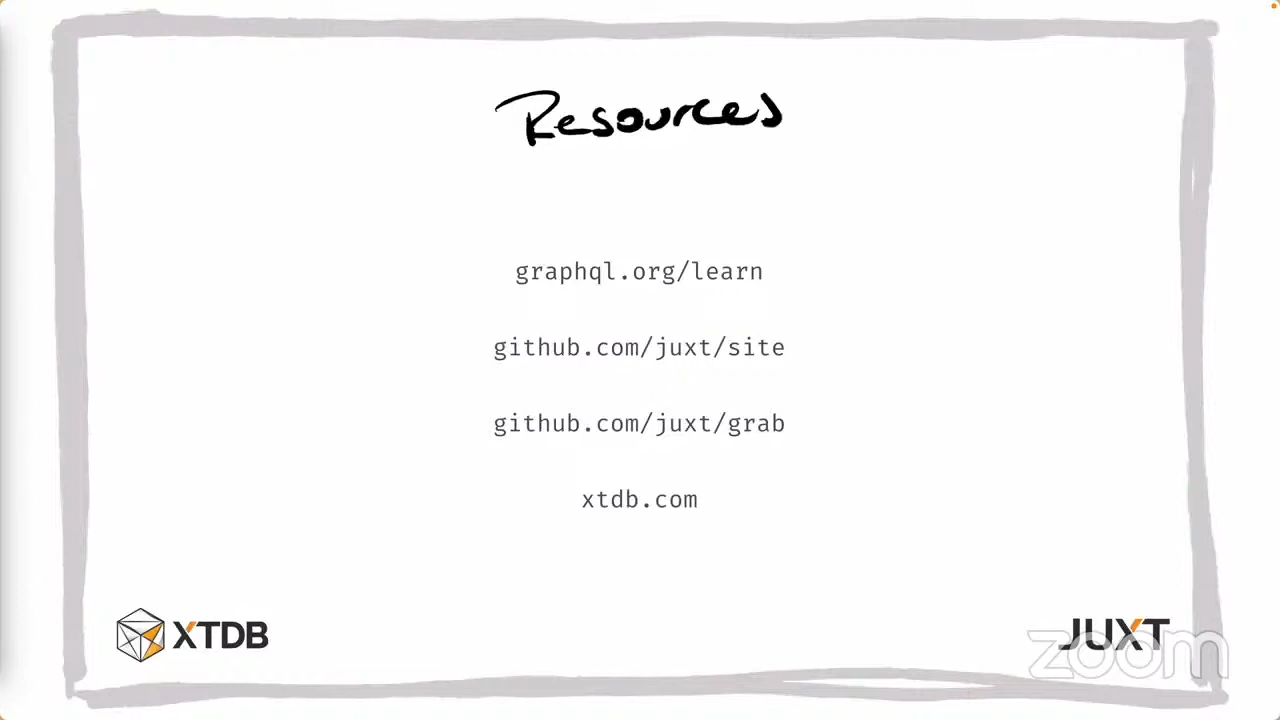 Resources
graphql.org/learn
github.com/juxt/site
github.com/juxt/grab
xtdb.com
XTDB
JUXT
zoom